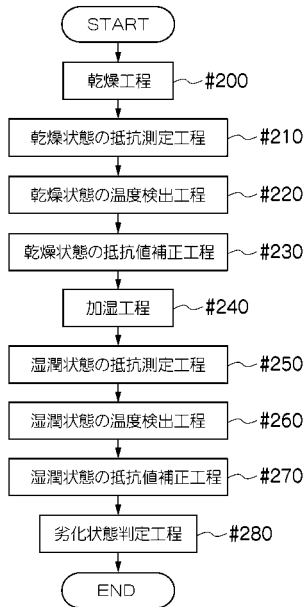 START
乾燥工程 #200
乾燥状態の抵抗測定工程 #210
乾燥状態の温度検出工程 #220
乾燥状態の抵抗値補正工程 #230
加湿工程 #240
湿潤状態の抵抗測定工程 #250
湿潤状態の温度検出工程 #260
湿潤状態の抵抗値補正工程 #270
劣化状態判定工程 #280
END